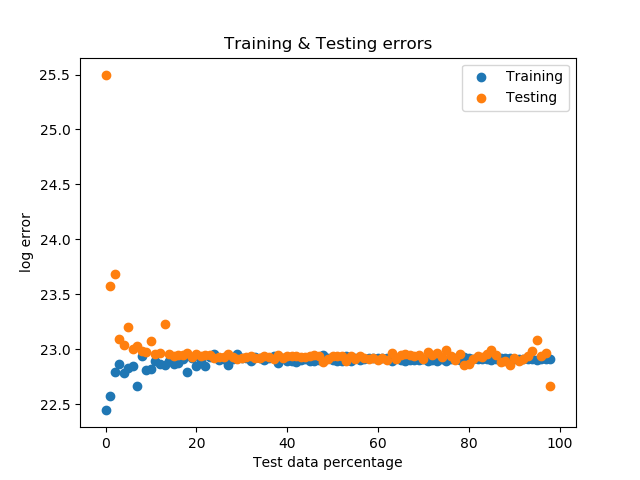 Training & Testing errors
25.5
25.0
24.5
24.0
23.5
23.0
22.5
log error
Training
Testing
0
20
40
60
80
100
Test data percentage